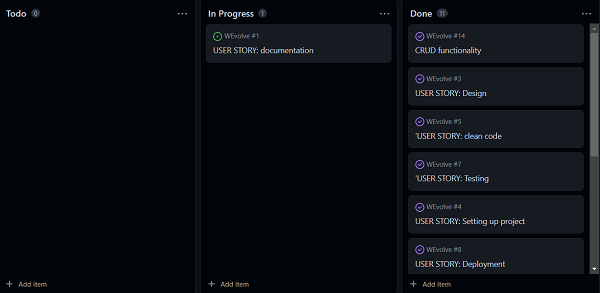 Todo 0
In Progress 1
Done 11
WEvolve #1
USER STORY: documentation
WEvolve #14
CRUD functionality
WEvolve #3
USER STORY: Design
WEvolve #5
'USER STORY: clean code
WEvolve #7
'USER STORY: Testing
WEvolve #4
USER STORY: Setting up project
WEvolve #8
USER STORY: Deployment
+ Add item
+ Add item
+ Add item